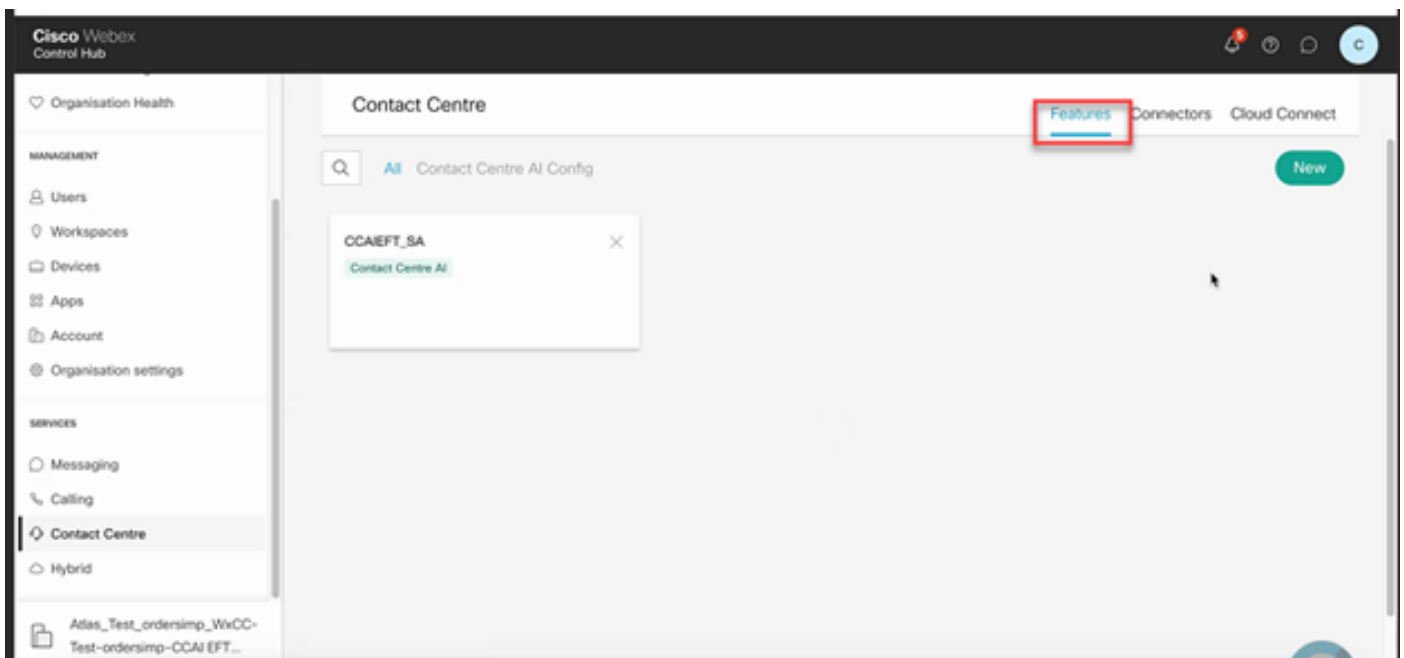 Cisco Webex
Control Hub
5
C
Organisation Health
MANAGEMENT
Users
Workspaces
Devices
Apps
Account
Organisation settings
SERVICES
Messaging
Calling
Contact Centre
Hybrid
Atlas_Test_ordersimp_WxCC-
Test-ordersimp-CCAI EFT...
Contact Centre
Features Connectors Cloud Connect
All Contact Centre AI Config
New
CCAIEFT_SA
Contact Centre AI